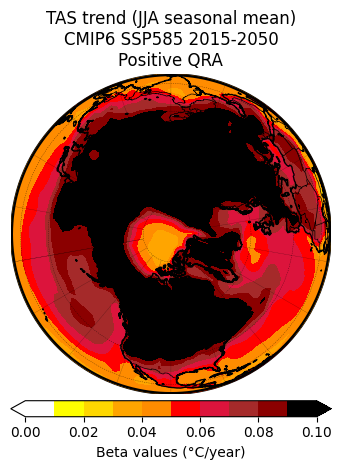 TAS trend (JJA seasonal mean)
CMIP6 SSP585 2015-2050
Positive QRA
0.00 0.02 0.04 0.06 0.08 0.10
Beta values (°C/year)